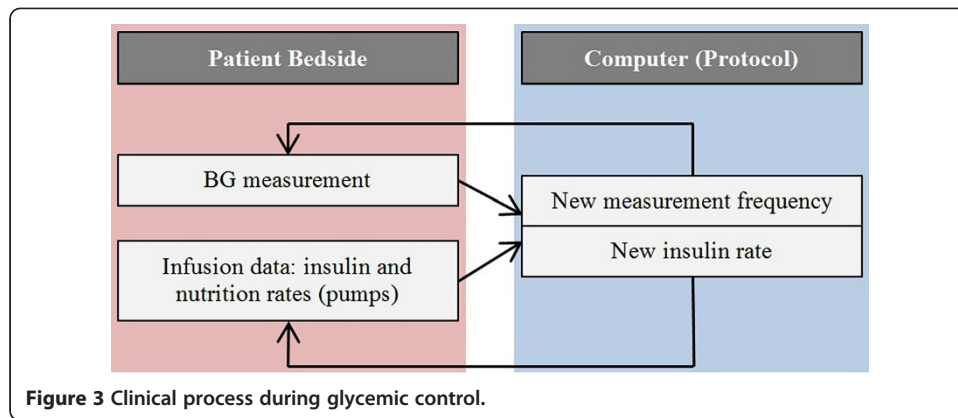 Patient Bedside
Computer (Protocol)
BG measurement
New measurement frequency
New insulin rate
Infusion data: insulin and
nutrition rates (pumps)
Figure 3 Clinical process during glycemic control.